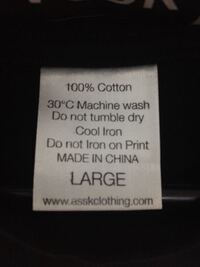 100% Cotton
30°C Machine wash
Do not tumble dry
Cool Iron
Do not Iron on Print
MADE IN CHINA
LARGE
www.asskclothing.com